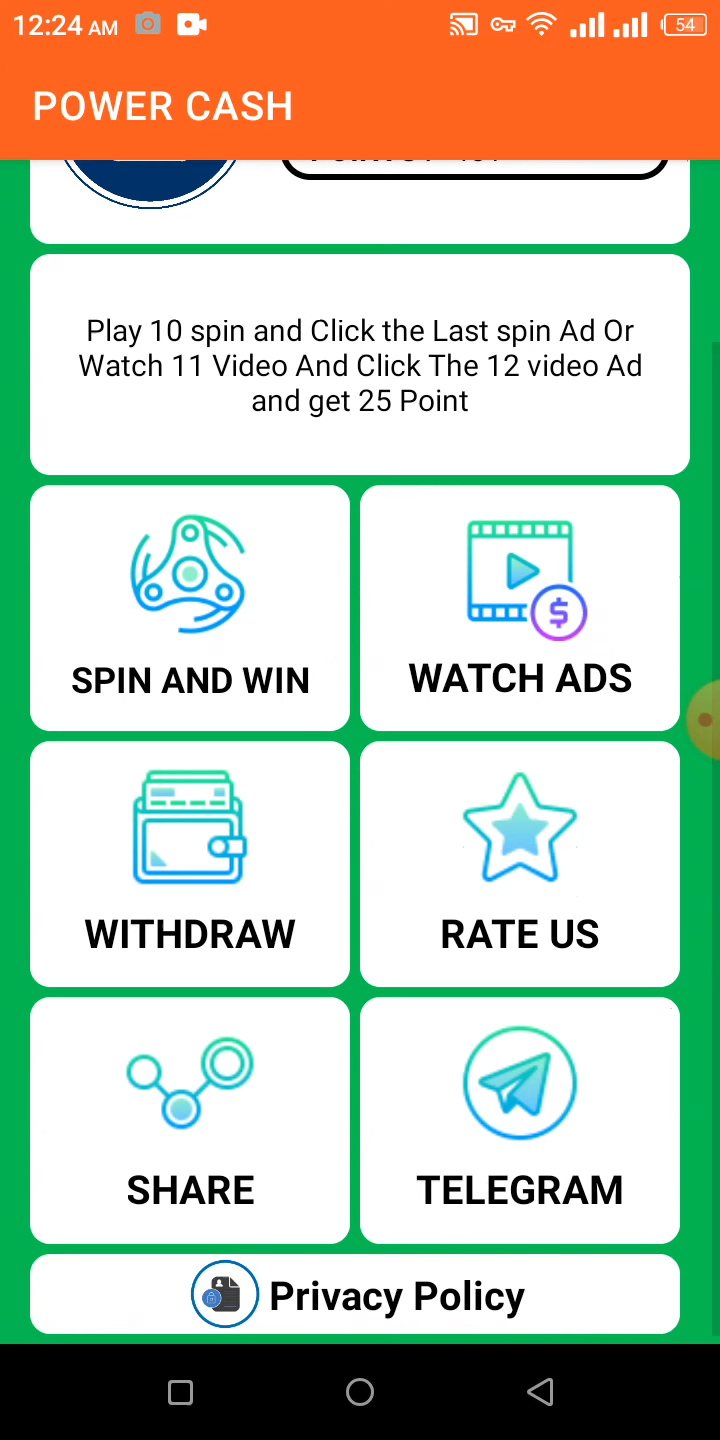 12:24 AM
54
POWER CASH
Play 10 spin and Click the Last spin Ad Or
Watch 11 Video And Click The 12 video Ad
and get 25 Point
SPIN AND WIN
WATCH ADS
WITHDRAW
RATE US
SHARE
TELEGRAM
Privacy Policy